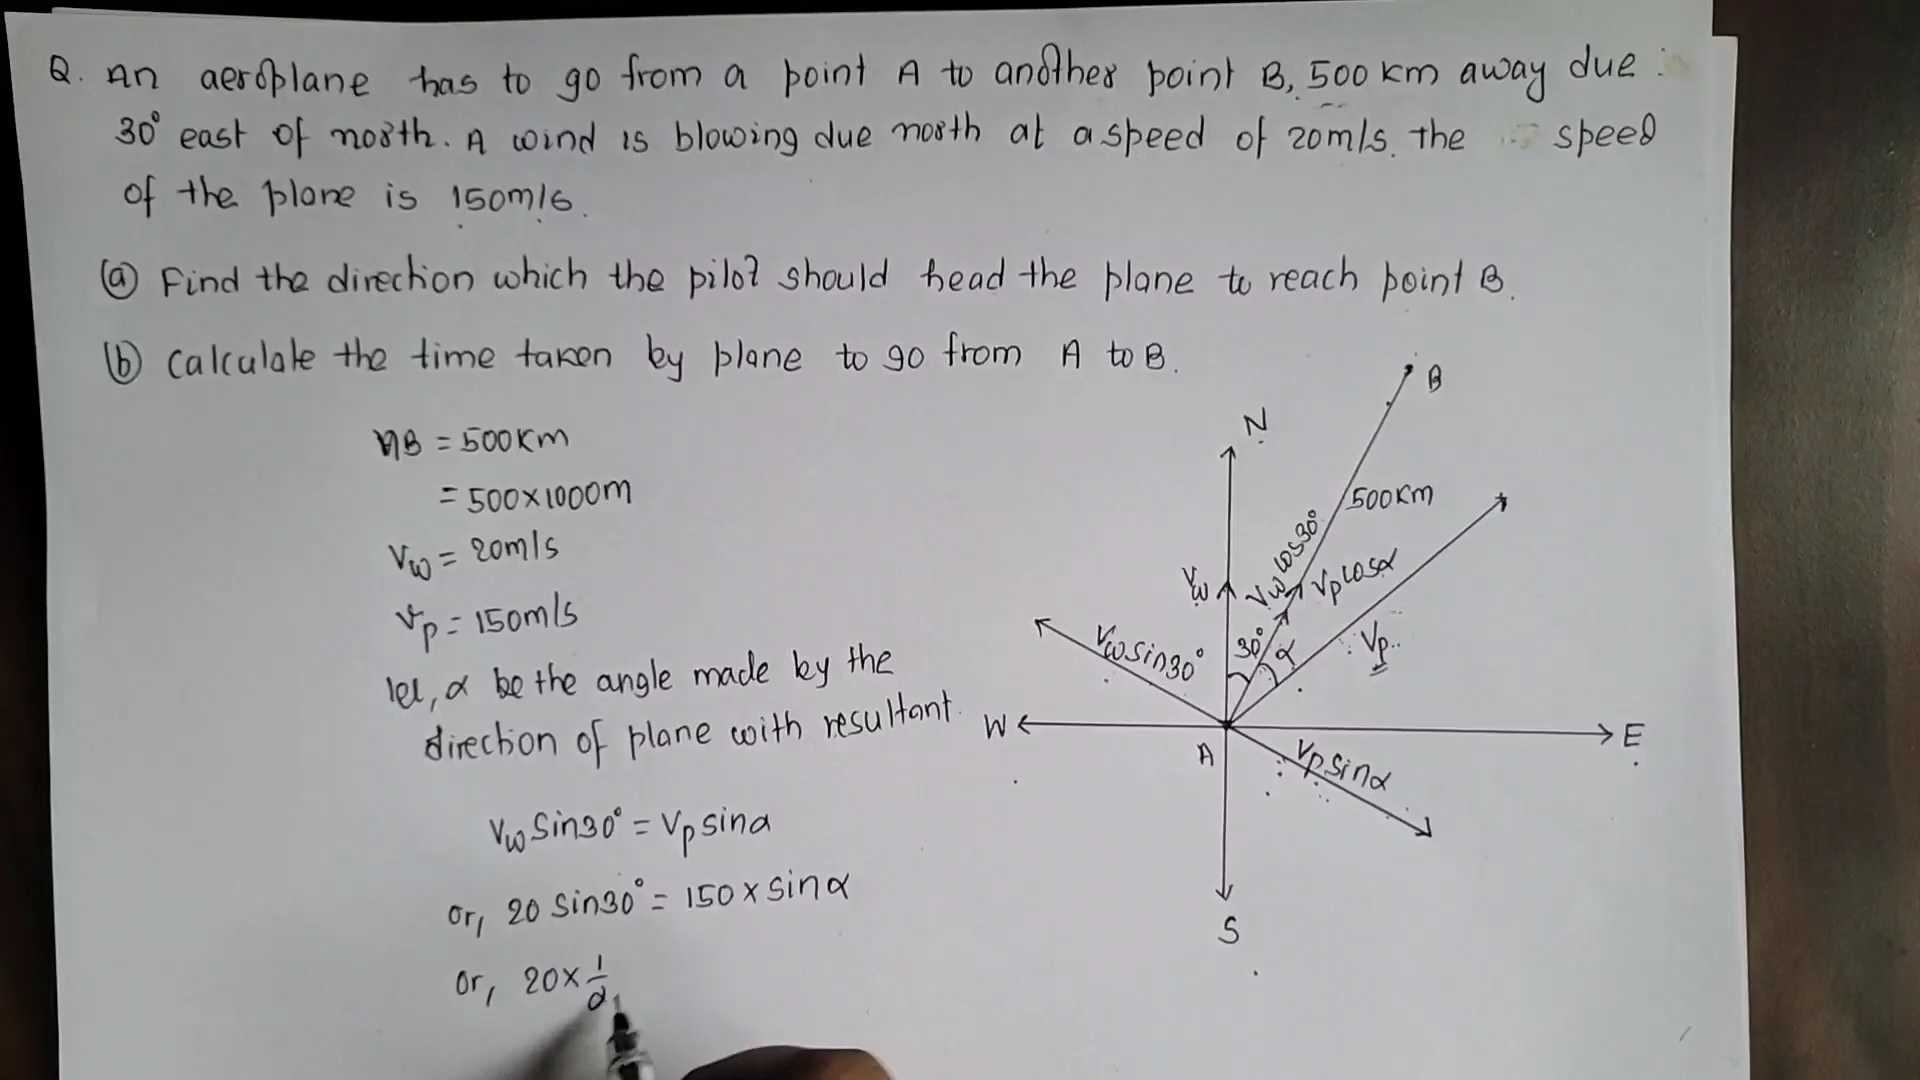 Q. An aeroplane has to go from a point A to another point B, 500 km away due
30° east of north. A wind is blowing due north at a speed of 20m/s. the speed
of the plane is 150m/s.
(a) Find the direction which the pilot should head the plane to reach point B.
(b) Calculate the time taken by plane to go from A to B.
AB = 500km
= 500×1000m
Vw = 20m/s
Vp = 150m/s
let, α be the angle made by the
direction of plane with resultant.
Vw Sin30° = Vp sinα
or, 20 Sin30° = 150 × sinα
or, 20 × 1/2
B
N
500km
Vw cos30°
Vp cosα
Vw
Vw sin30°
30°
α
Vp
W
E
A
Vp sinα
S